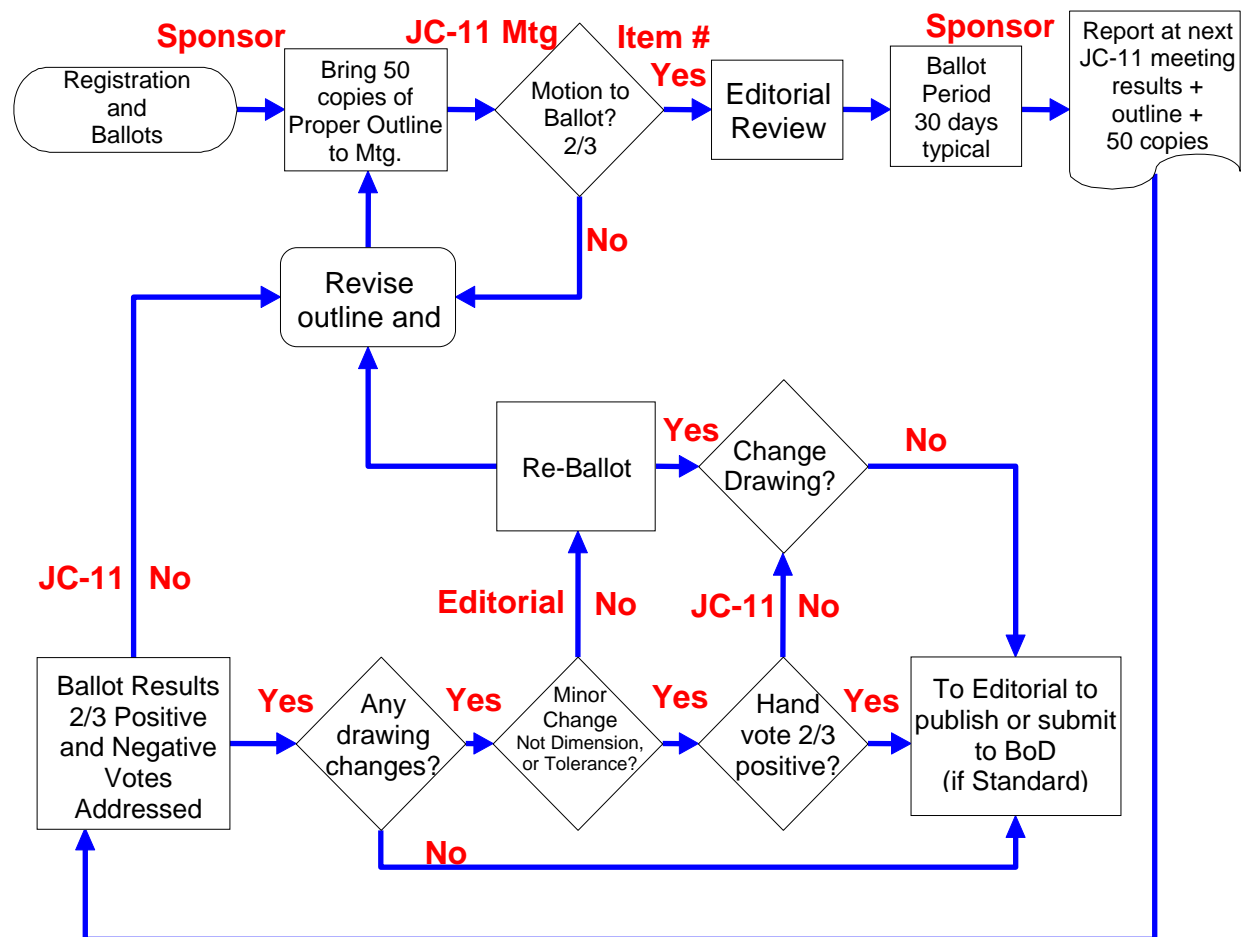 Sponsor
JC-11 Mtg
Item #
Yes
Sponsor
Registration
and
Ballots
Bring 50
copies of
Proper Outline
to Mtg.
Motion to
Ballot?
2/3
Editorial
Review
Ballot
Period
30 days
typical
Report at next
JC-11 meeting
results +
outline +
50 copies
No
Revise
outline and
Re-Ballot
Yes
Change
Drawing?
No
JC-11
No
Editorial
No
JC-11
No
Ballot Results
2/3 Positive
and Negative
Votes
Addressed
Yes
Any
drawing
changes?
Yes
Minor
Change
Not Dimension,
or Tolerance?
Yes
Hand
vote 2/3
positive?
Yes
To Editorial to
publish or submit
to BoD
(if Standard)
No